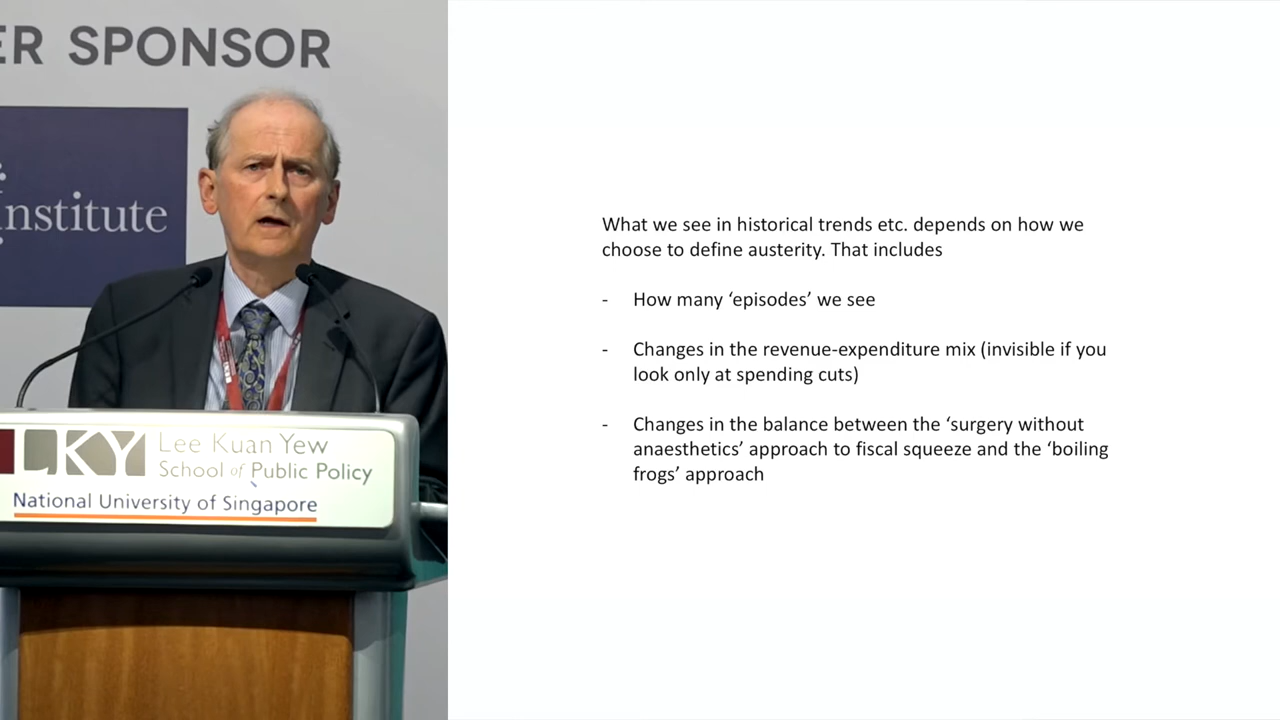 ER SPONSOR
Institute
LKY
Lee Kuan Yew
School of Public Policy
National University of Singapore
What we see in historical trends etc. depends on how we
choose to define austerity. That includes
- How many ‘episodes’ we see
- Changes in the revenue-expenditure mix (invisible if you
look only at spending cuts)
- Changes in the balance between the ‘surgery without
anaesthetics’ approach to fiscal squeeze and the ‘boiling
frogs’ approach